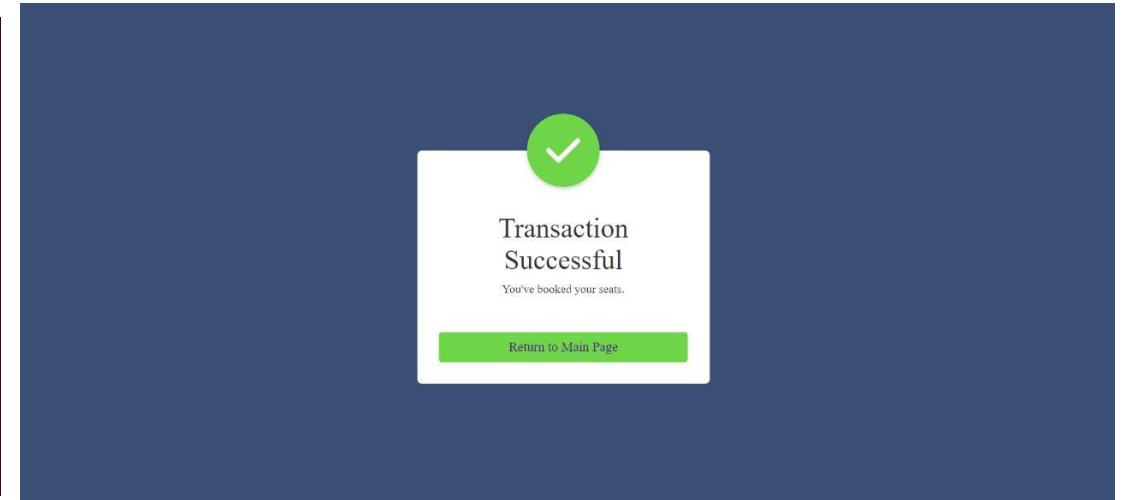 Transaction
Successful
You've booked your seats.
Return to Main Page